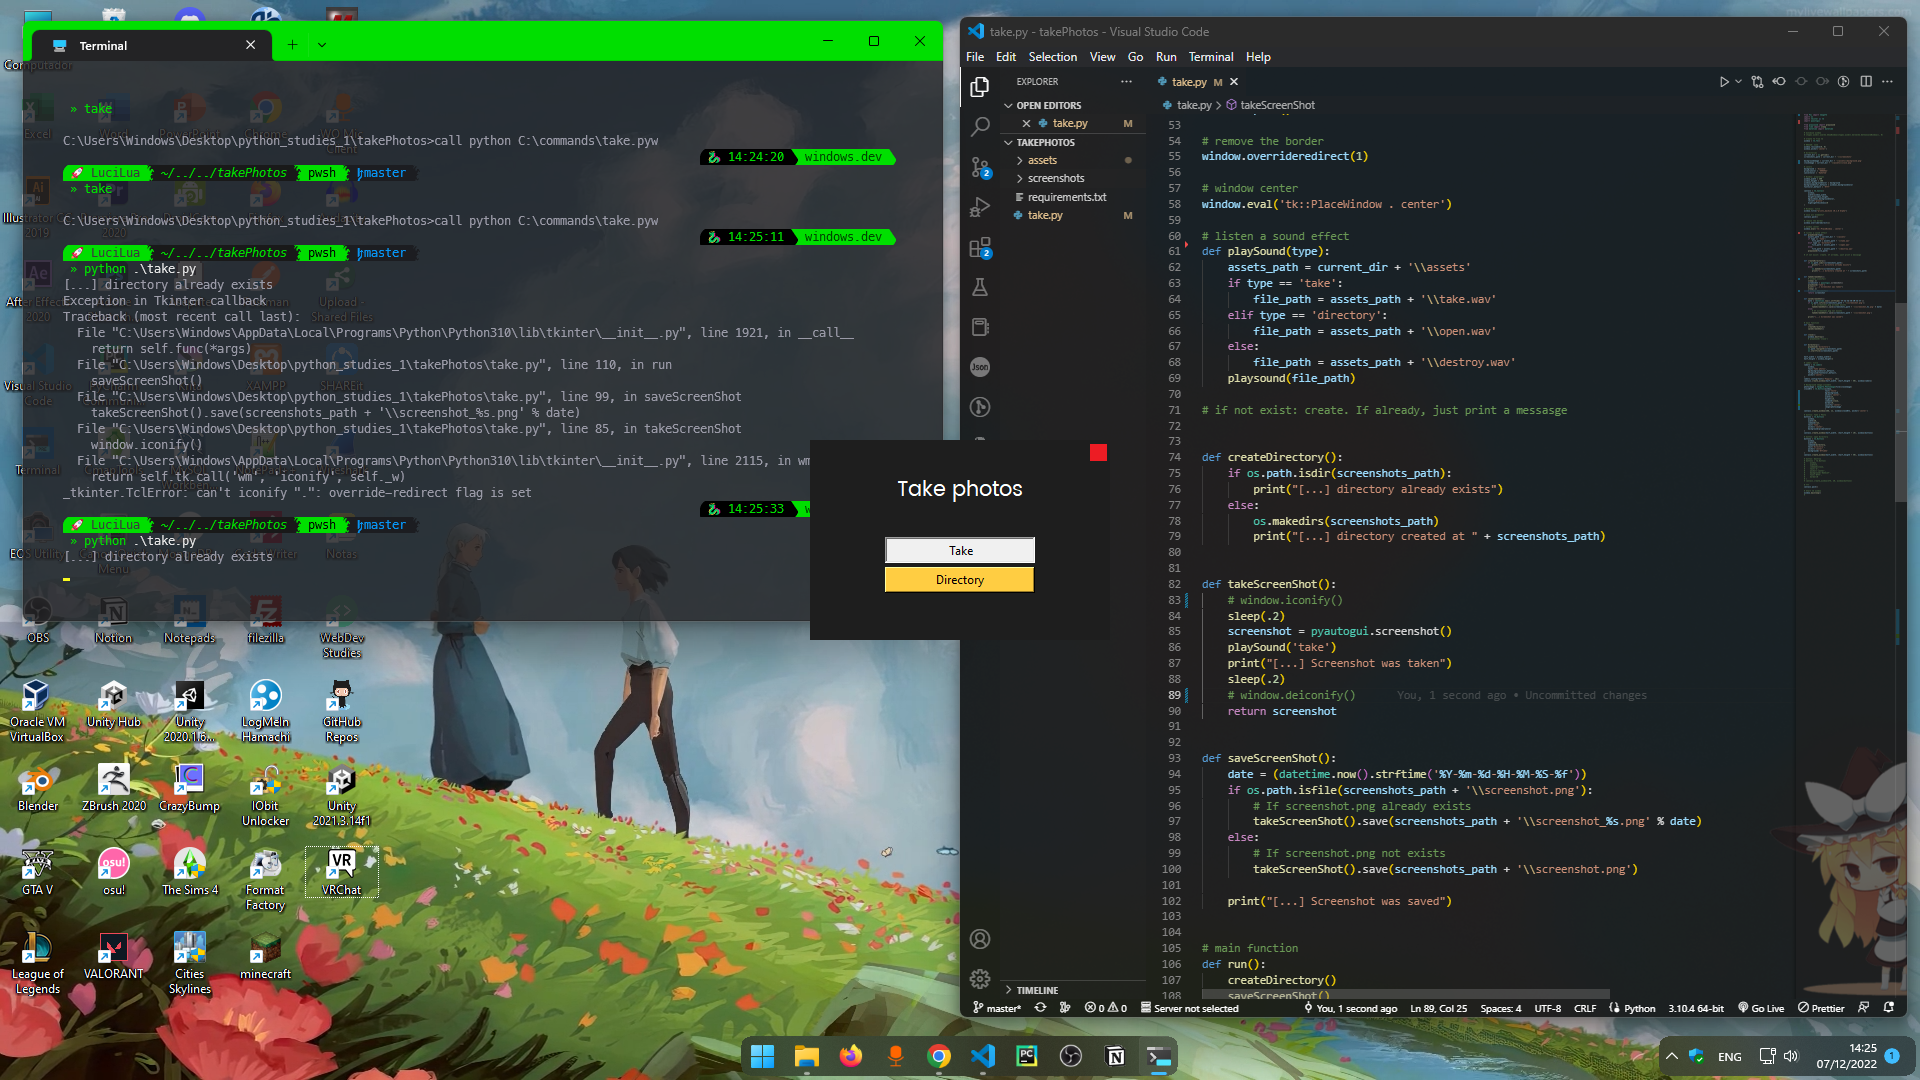 mylivewallpapers.com
Terminal
» take
C:\Users\Windows\Desktop\python_studies_1\takePhotos>call python C:\commands\take.pyw
14:24:20 windows.dev
LuciLua ~/../../takePhotos pwsh master
» take
C:\Users\Windows\Desktop\python_studies_1\takePhotos>call python C:\commands\take.pyw
14:25:11 windows.dev
LuciLua ~/../../takePhotos pwsh master
» python .\take.py
[...] directory already exists
Exception in Tkinter callback
Traceback (most recent call last):
File "C:\Users\Windows\AppData\Local\Programs\Python\Python310\lib\tkinter\__init__.py", line 1921, in __call__
return self.func(*args)
File "C:\Users\Windows\Desktop\python_studies_1\takePhotos\take.py", line 110, in run
saveScreenShot()
File "C:\Users\Windows\Desktop\python_studies_1\takePhotos\take.py", line 99, in saveScreenShot
takeScreenShot().save(screenshots_path + '\\screenshot_%s.png' % date)
File "C:\Users\Windows\Desktop\python_studies_1\takePhotos\take.py", line 85, in takeScreenShot
window.iconify()
File "C:\Users\Windows\AppData\Local\Programs\Python\Python310\lib\tkinter\__init__.py", line 2115, in wm
return self.tk.call('wm', 'iconify', self._w)
_tkinter.TclError: can't iconify ".": override-redirect flag is set
14:25:33
LuciLua ~/../../takePhotos pwsh master
» python .\take.py
[...] directory already exists
Computador
Excel Word PowerPoint Chrome
After Effects 2020
Upload - Shared Files
Visual Studio Code
XAMPP SHAREit
Terminal
Notas
OBS Notion Notepads filezilla WebDev Studies
Oracle VM VirtualBox
Unity Hub
Unity 2020.1.6...
LogMeIn Hamachi
GitHub Repos
Blender
ZBrush 2020
CrazyBump
IObit Unlocker
Unity 2021.3.14f1
GTA V
osu!
The Sims 4
Format Factory
VR
VRChat
League of Legends
VALORANT
Cities Skylines
minecraft
Take photos
Take
Directory
take.py - takePhotos - Visual Studio Code
File Edit Selection View Go Run Terminal Help
EXPLORER
OPEN EDITORS
take.py M
TAKEPHOTOS
assets
screenshots
requirements.txt
take.py M
TIMELINE
take.py M
take.py > takeScreenShot
53
54 # remove the border
55 window.overrideredirect(1)
56
57 # window center
58 window.eval('tk::PlaceWindow . center')
59
60 # listen a sound effect
61 def playSound(type):
62 assets_path = current_dir + '\\assets'
63 if type == 'take':
64 file_path = assets_path + '\\take.wav'
65 elif type == 'directory':
66 file_path = assets_path + '\\open.wav'
67 else:
68 file_path = assets_path + '\\destroy.wav'
69 playsound(file_path)
70
71 # if not exist: create. If already, just print a messasge
72
73
74 def createDirectory():
75 if os.path.isdir(screenshots_path):
76 print("[...] directory already exists")
77 else:
78 os.makedirs(screenshots_path)
79 print("[...] directory created at " + screenshots_path)
80
81
82 def takeScreenShot():
83 # window.iconify()
84 sleep(.2)
85 screenshot = pyautogui.screenshot()
86 playSound('take')
87 print("[...] Screenshot was taken")
88 sleep(.2)
89 # window.deiconify() You, 1 second ago • Uncommitted changes
90 return screenshot
91
92
93 def saveScreenShot():
94 date = (datetime.now().strftime('%Y-%m-%d-%H-%M-%S-%f'))
95 if os.path.isfile(screenshots_path + '\\screenshot.png'):
96 # If screenshot.png already exists
97 takeScreenShot().save(screenshots_path + '\\screenshot_%s.png' % date)
98 else:
99 # If screenshot.png not exists
100 takeScreenShot().save(screenshots_path + '\\screenshot.png')
101
102 print("[...] Screenshot was saved")
103
104
105 # main function
106 def run():
107 createDirectory()
108 saveScreenShot()
master* 0 0 Server not selected You, 1 second ago Ln 89, Col 25 Spaces: 4 UTF-8 CRLF Python 3.10.4 64-bit Go Live Prettier
ENG
14:25
07/12/2022
1